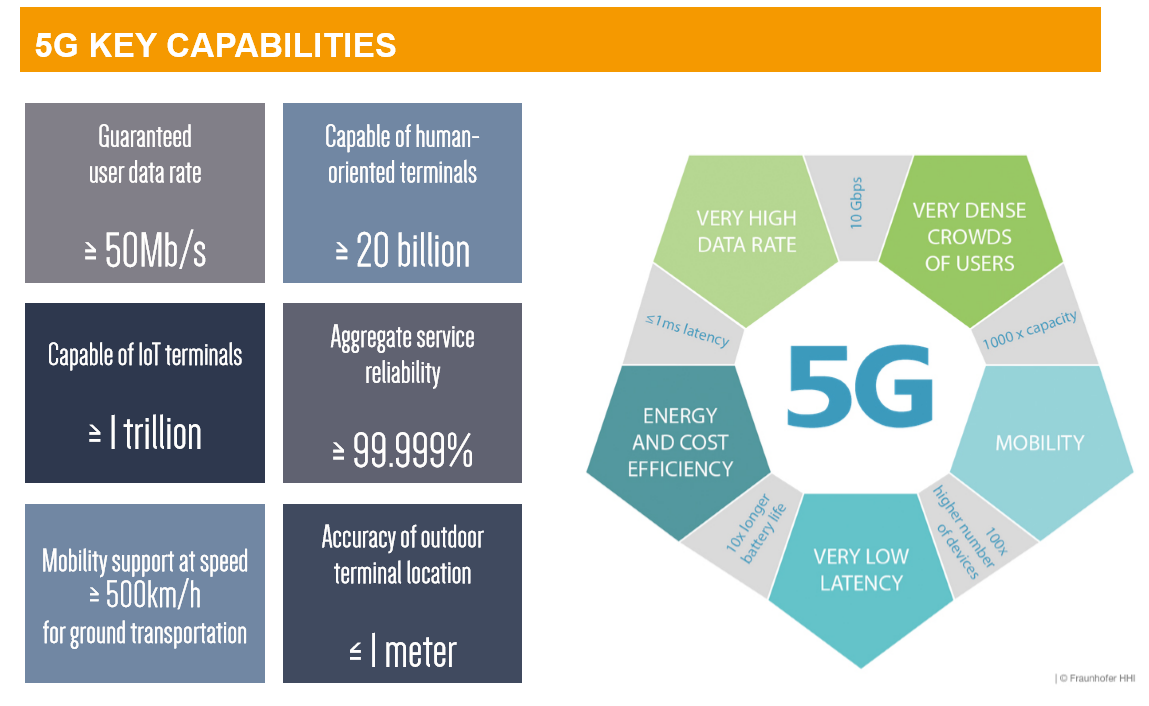 5G KEY CAPABILITIES
Guaranteed
user data rate
≥ 50Mb/s
Capable of human-
oriented terminals
≥ 20 billion
Capable of IoT terminals
≥ 1 trillion
Aggregate service
reliability
≥ 99.999%
Mobility support at speed
≥ 500km/h
for ground transportation
Accuracy of outdoor
terminal location
≤ 1 meter
VERY HIGH
DATA RATE
10 Gbps
VERY DENSE
CROWDS
OF USERS
1000 x capacity
MOBILITY
100x
higher number
of devices
VERY LOW
LATENCY
10x longer
battery life
ENERGY
AND COST
EFFICIENCY
≤1ms latency
5G
| © Fraunhofer HHI